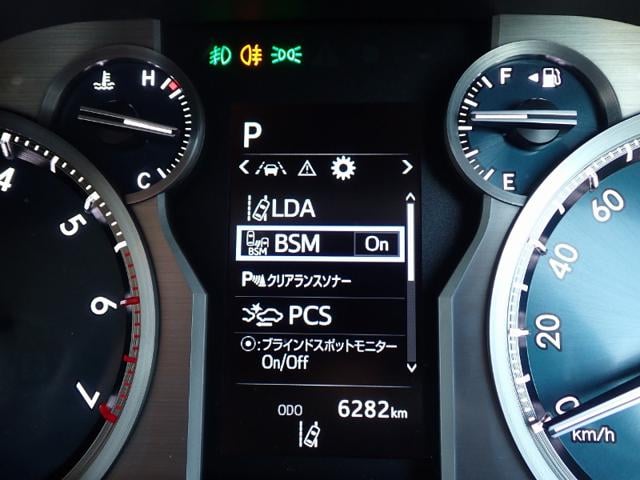 H
C
F
E
P
LDA
BSM
BSM On
P クリアランスソナー
PCS
:ブラインドスポットモニター
On/Off
ODO 6282km
4
5
6
7
60
40
20
0
km/h